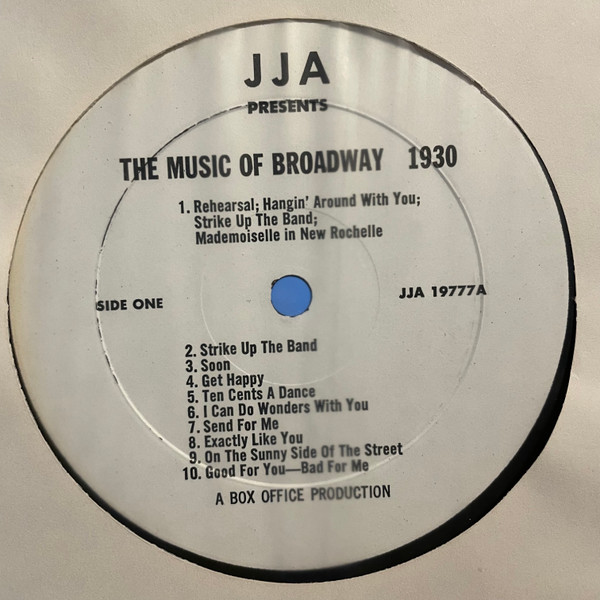 JJA
PRESENTS
THE MUSIC OF BROADWAY 1930
1. Rehearsal; Hangin' Around With You;
Strike Up The Band;
Mademoiselle in New Rochelle
SIDE ONE
JJA 19777A
2. Strike Up The Band
3. Soon
4. Get Happy
5. Ten Cents A Dance
6. I Can Do Wonders With You
7. Send For Me
8. Exactly Like You
9. On The Sunny Side Of The Street
10. Good For You—Bad For Me
A BOX OFFICE PRODUCTION